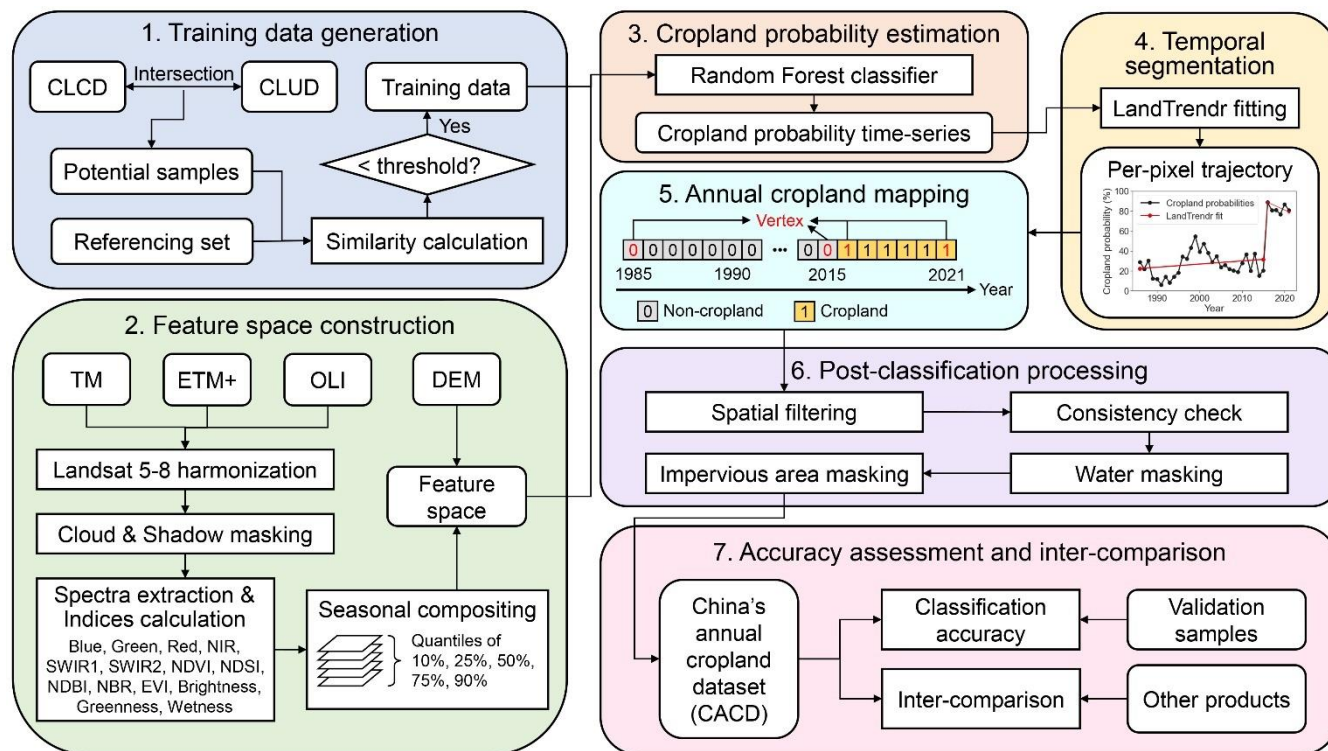 1. Training data generation
CLCD
Intersection
CLUD
Training data
Yes
Potential samples
< threshold?
Referencing set
Similarity calculation
2. Feature space construction
TM
ETM+
OLI
DEM
Landsat 5-8 harmonization
Feature
space
Cloud & Shadow masking
Spectra extraction &
Indices calculation
Blue, Green, Red, NIR,
SWIR1, SWIR2, NDVI, NDSI,
NDBI, NBR, EVI, Brightness,
Greenness, Wetness
Seasonal compositing
Quantiles of
10%, 25%, 50%,
75%, 90%
3. Cropland probability estimation
Random Forest classifier
Cropland probability time-series
4. Temporal
segmentation
LandTrendr fitting
Per-pixel trajectory
Cropland probability (%)
100
80
60
40
20
0
Cropland probabilities
LandTrendr fit
1990 2000 2010 2020
Year
5. Annual cropland mapping
Vertex
0 0 0 0 0 0 0 ••• 0 0 1 1 1 1 1 1
1985 1990 2015 2021
Year
0 Non-cropland 1 Cropland
6. Post-classification processing
Spatial filtering
Consistency check
Impervious area masking
Water masking
7. Accuracy assessment and inter-comparison
China's
annual
cropland
dataset
(CACD)
Classification
accuracy
Validation
samples
Inter-comparison
Other products